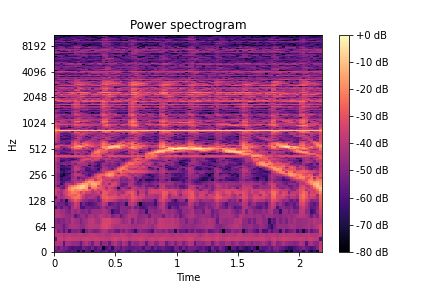 Power spectrogram
8192
4096
2048
1024
512
256
128
64
0
Hz
0
0.5
1
1.5
2
Time
+0 dB
-10 dB
-20 dB
-30 dB
-40 dB
-50 dB
-60 dB
-70 dB
-80 dB